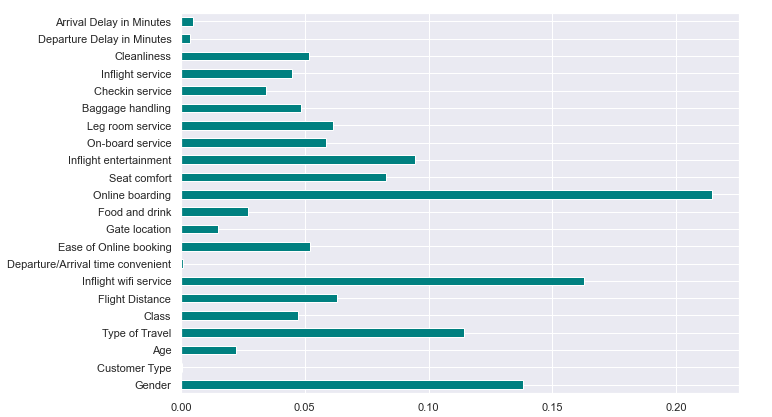 Arrival Delay in Minutes
Departure Delay in Minutes
Cleanliness
Inflight service
Checkin service
Baggage handling
Leg room service
On-board service
Inflight entertainment
Seat comfort
Online boarding
Food and drink
Gate location
Ease of Online booking
Departure/Arrival time convenient
Inflight wifi service
Flight Distance
Class
Type of Travel
Age
Customer Type
Gender
0.00 0.05 0.10 0.15 0.20